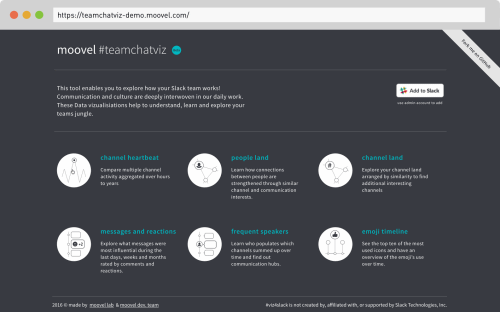 https://teamchatviz-demo.moovel.com/
Fork me on GitHub
moovel #teamchatviz
This tool enables you to explore how your Slack team works!
Communication and culture are deeply interwoven in our daily work.
These Data vizualisiations help to understand, learn and explore your
teams jungle.
Add to Slack
use admin-account to add
channel heartbeat
Compare multiple channel
activity aggregated over hours
to years
people land
Learn how connections
between people are
strengthened through similar
channel and communication
interests.
channel land
Explore your channel land
arranged by similarity to find
additional interesting
channels
messages and reactions
Explore what messages were
most influential during the
last days, weeks and months
rated by comments and
reactions.
frequent speakers
Learn who populates which
channels summed up over
time and find out
communication hubs.
emoji timeline
See the top ten of the most
used icons and have an
overview of the emoji's use
over time.
2016 © made by moovel lab & moovel dev. team
#viz4slack is not created by, affiliated with, or supported by Slack Technologies, Inc.